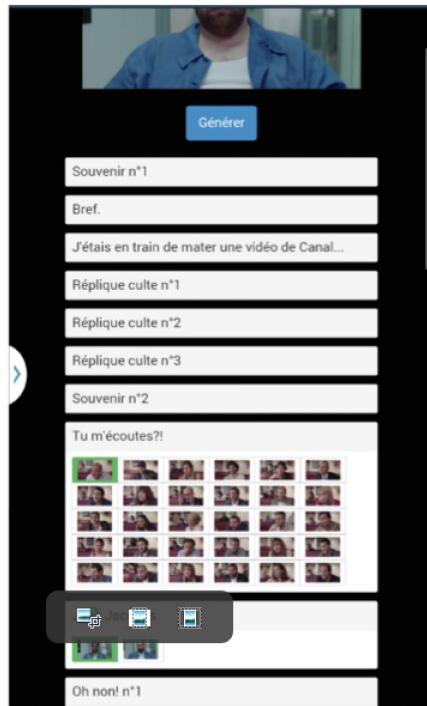 Générer
Souvenir n°1
Bref.
J'étais en train de mater une vidéo de Canal...
Réplique culte n°1
Réplique culte n°2
Réplique culte n°3
Souvenir n°2
Tu m'écoutes?!
Oh non! n°1